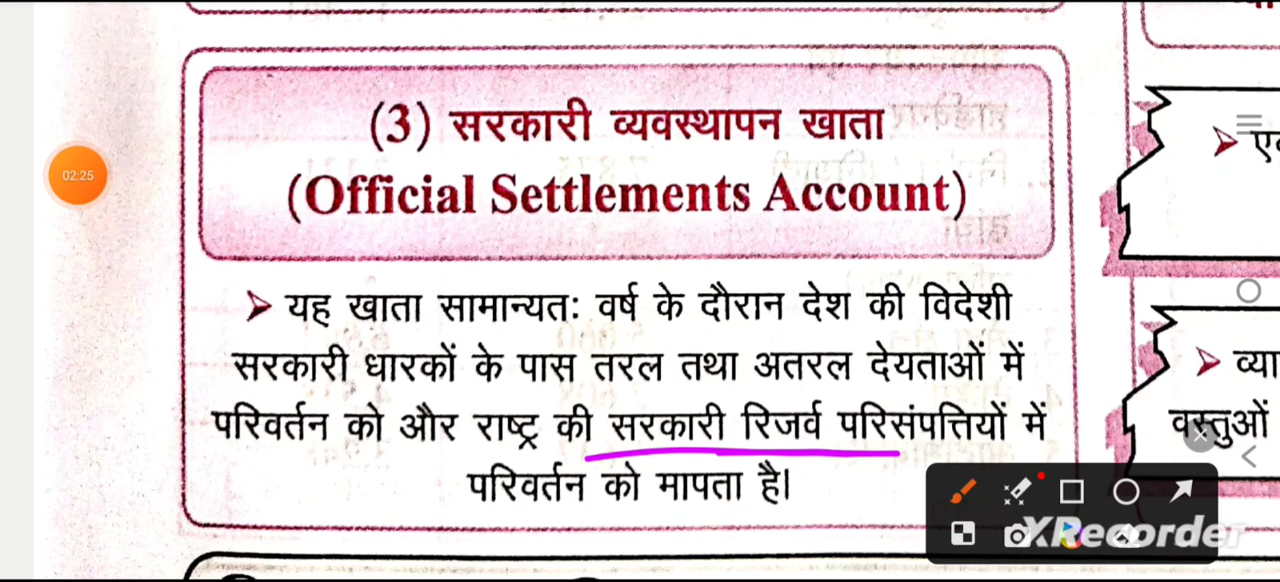 (3) सरकारी व्यवस्थापन खाता
(Official Settlements Account)
➤ यह खाता सामान्यतः वर्ष के दौरान देश की विदेशी
सरकारी धारकों के पास तरल तथा अतरल देयताओं में
परिवर्तन को और राष्ट्र की सरकारी रिजर्व परिसंपत्तियों में
परिवर्तन को मापता है।
02:25
➤
➤ व्या
वस्तुओं
XRecorder